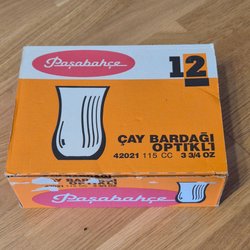 Paşabahçe
12
ÇAY BARDAĞI
OPTİKLİ
42021 115 CC 3 3/4 OZ
Paşabahçe